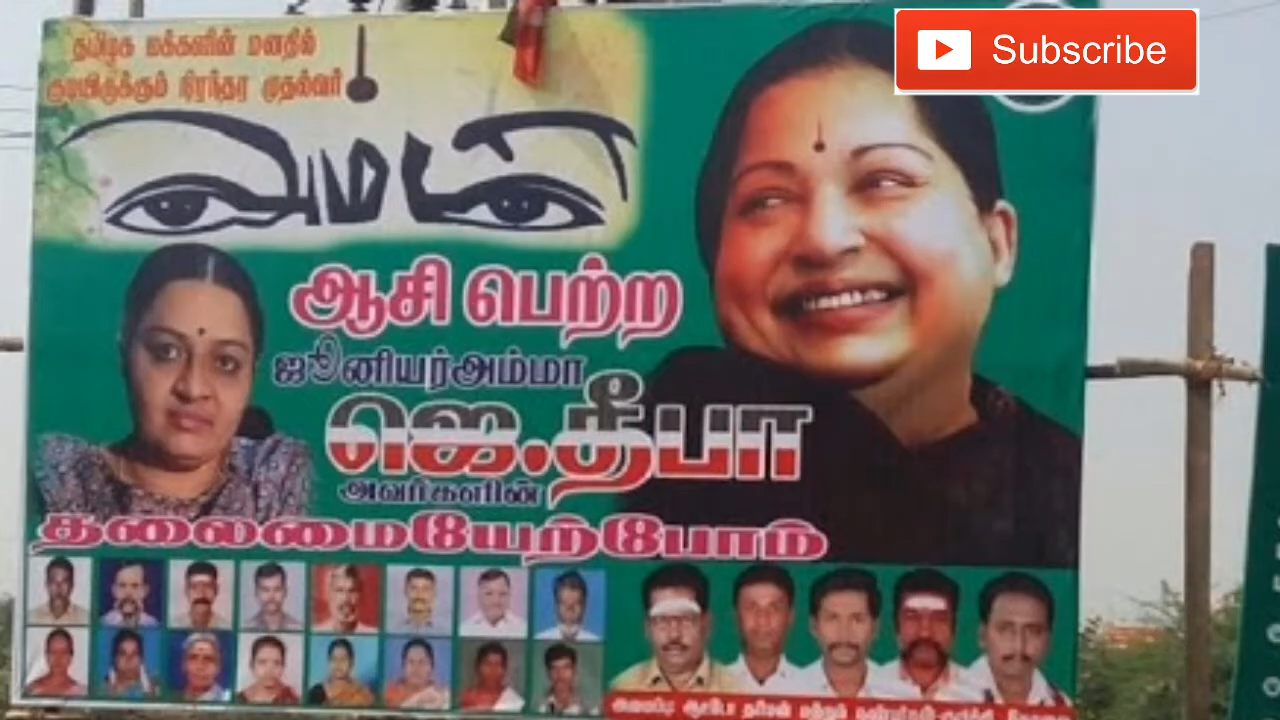 தமிழக மக்களின் மனதில்
குடியிருக்கும் நிரந்தர முதல்வர்
அம்மா
Subscribe
ஆசி பெற்ற
ஜூனியர்அம்மா
ஜெ.தீபா
அவர்களின்
தலைமையேற்போம்